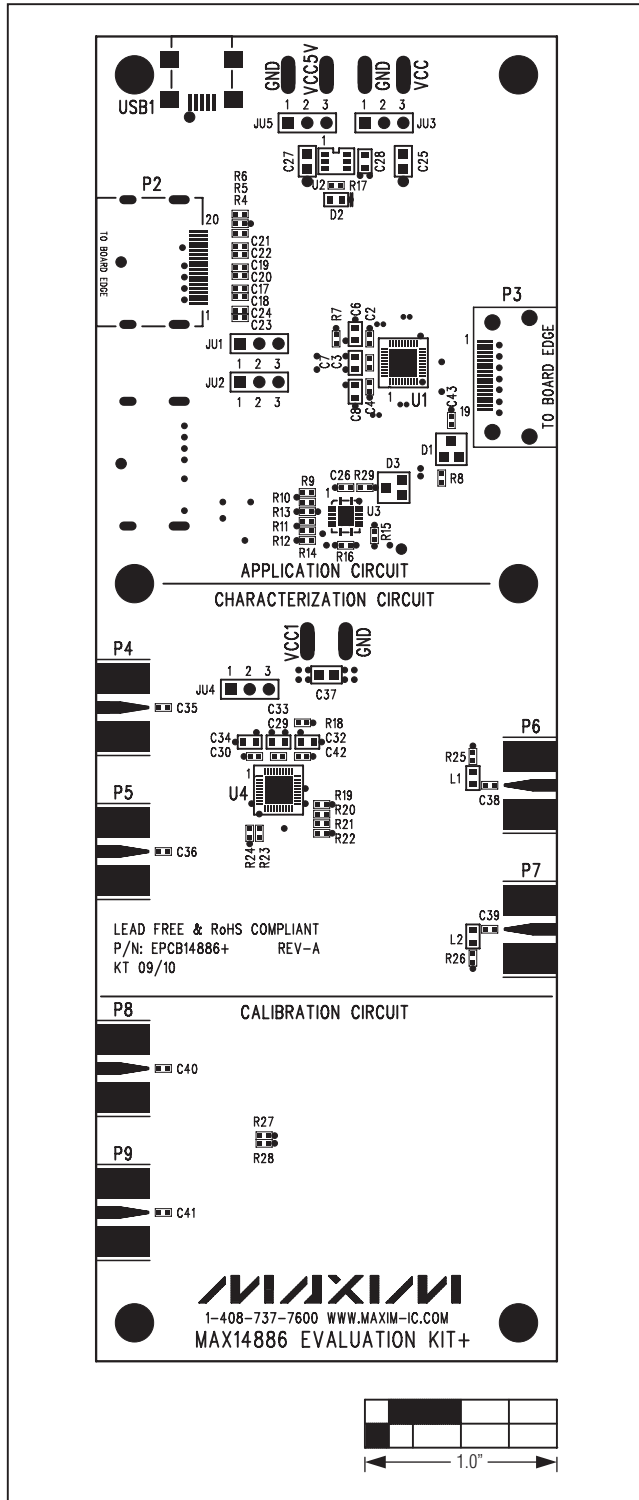 GND
VCC5V
GND
VCC
USB1
1 2 3
JU5
1 2 3
JU3
1
C27
C28
C25
U2
R17
D2
P2
R6
R5
R4
20
TO BOARD EDGE
C21
C22
C19
C20
C17
C18
C24
C23
1
P3
1
TO BOARD EDGE
19
R7
C6
C2
C7
C3
C8
C4
1
U1
JU1
1 2 3
JU2
1 2 3
C43
D1
R8
D3
C26 R29
R9
1
R10
R13
U3
R11
R12
R14
R16
R15
APPLICATION CIRCUIT
CHARACTERIZATION CIRCUIT
VCC1
GND
P4
1 2 3
JU4
C37
C35
C33
R18
C34
C29
C32
C30
C42
1
U4
P5
C36
R19
R20
R21
R22
R24
R23
P6
R25
L1
C38
P7
C39
L2
R26
LEAD FREE & RoHS COMPLIANT
P/N: EPCB14886+ REV-A
KT 09/10
CALIBRATION CIRCUIT
P8
C40
R27
R28
P9
C41
MAXIM
1-408-737-7600 WWW.MAXIM-IC.COM
MAX14886 EVALUATION KIT+
1.0"